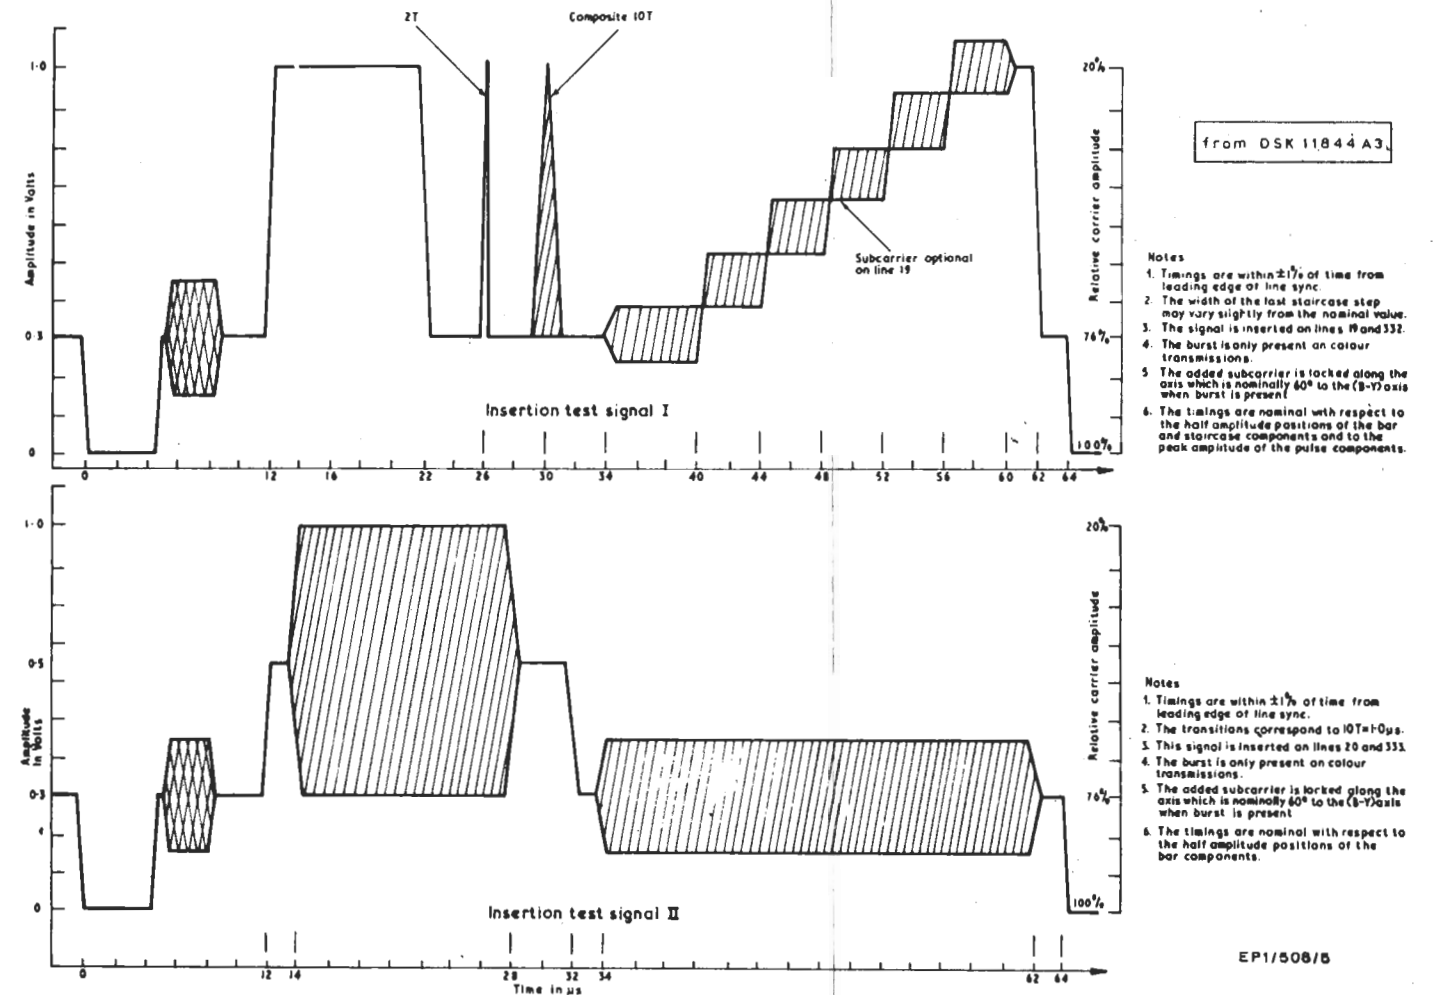 2T
Composite 10T
1·0
Amplitude in Volts
0·3
0
20%
Relative carrier amplitude
76%
100%
Subcarrier optional
on line 19
Insertion test signal I
0 12 16 22 26 30 34 40 44 48 52 56 60 62 64
from DSK 11844 A3.
Notes
1. Timings are within ±1% of time from
leading edge of line sync.
2. The width of the last staircase step
may vary slightly from the nominal value.
3. The signal is inserted on lines 19 and 332.
4. The burst is only present on colour
transmissions.
5 The added subcarrier is locked along the
axis which is nominally 60° to the (B-Y) axis
when burst is present
6. The timings are nominal with respect to
the half amplitude positions of the bar
and staircase components and to the
peak amplitude of the pulse components.
1·0
0·5
Amplitude
in Volts
0·3
0
20%
Relative carrier amplitude
76%
100%
Insertion test signal II
0 12 14 28 32 34 62 64
Time in µs
Notes
1. Timings are within ±1% of time from
leading edge of line sync.
2. The transitions correspond to 10T=1·0µs.
3. This signal is inserted on lines 20 and 333.
4. The burst is only present on colour
transmissions.
5. The added subcarrier is locked along the
axis which is nominally 60° to the (B-Y) axis
when burst is present
6. The timings are nominal with respect to
the half amplitude positions of the
bar components.
EP1/508/5